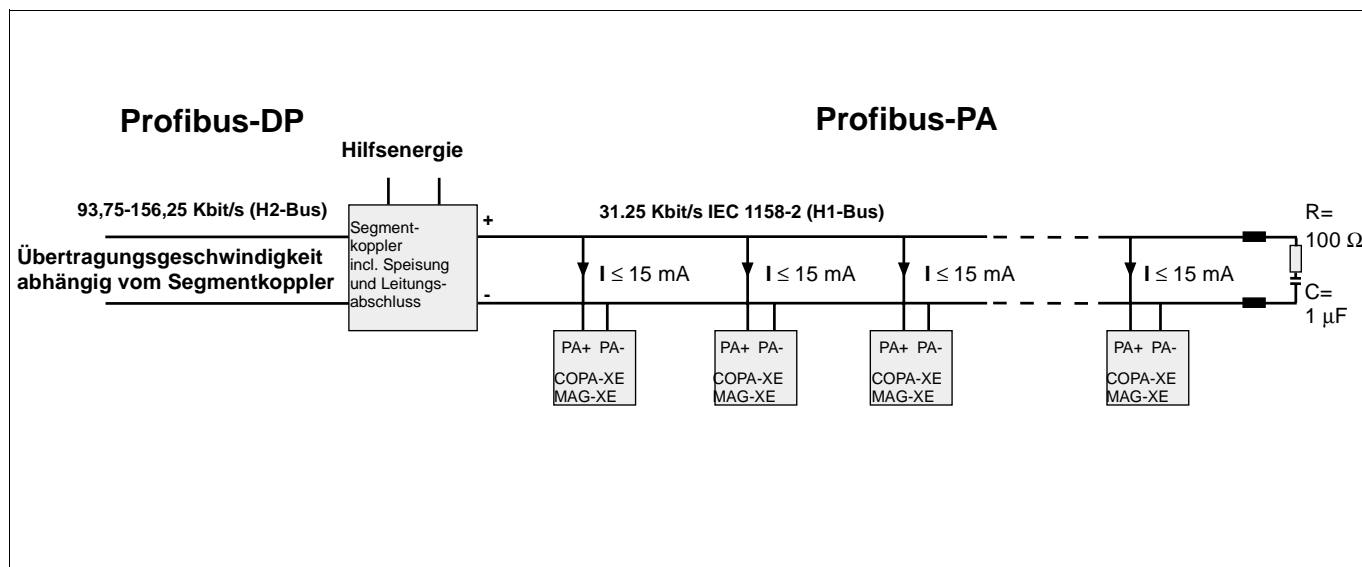 Profibus-DP
Profibus-PA
Hilfsenergie
93,75-156,25 Kbit/s (H2-Bus)
Übertragungsgeschwindigkeit
abhängig vom Segmentkoppler
Segment-
koppler
incl. Speisung
und Leitungs-
abschluss
+
-
31.25 Kbit/s IEC 1158-2 (H1-Bus)
I ≤ 15 mA
I ≤ 15 mA
I ≤ 15 mA
I ≤ 15 mA
R=
100 Ω
C=
1 µF
PA+ PA-
COPA-XE
MAG-XE
PA+ PA-
COPA-XE
MAG-XE
PA+ PA-
COPA-XE
MAG-XE
PA+ PA-
COPA-XE
MAG-XE